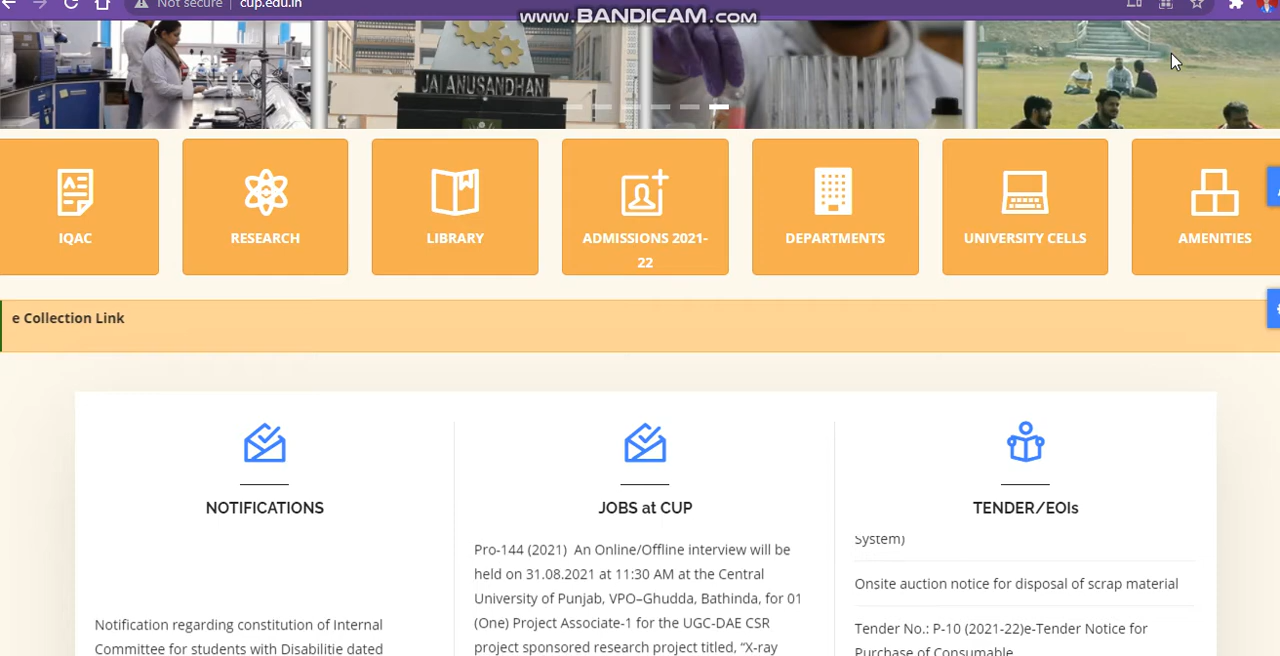 Not secure | cup.edu.in
WWW.BANDICAM.COM
JAI ANUSANDHAN
IQAC
RESEARCH
LIBRARY
ADMISSIONS 2021-
22
DEPARTMENTS
UNIVERSITY CELLS
AMENITIES
e Collection Link
NOTIFICATIONS
Notification regarding constitution of Internal
Committee for students with Disabilitie dated
JOBS at CUP
Pro-144 (2021) An Online/Offline interview will be
held on 31.08.2021 at 11:30 AM at the Central
University of Punjab, VPO–Ghudda, Bathinda, for 01
(One) Project Associate-1 for the UGC-DAE CSR
project sponsored research project titled, “X-ray
TENDER/EOIs
System)
Onsite auction notice for disposal of scrap material
Tender No.: P-10 (2021-22)e-Tender Notice for
Purchase of Consumable